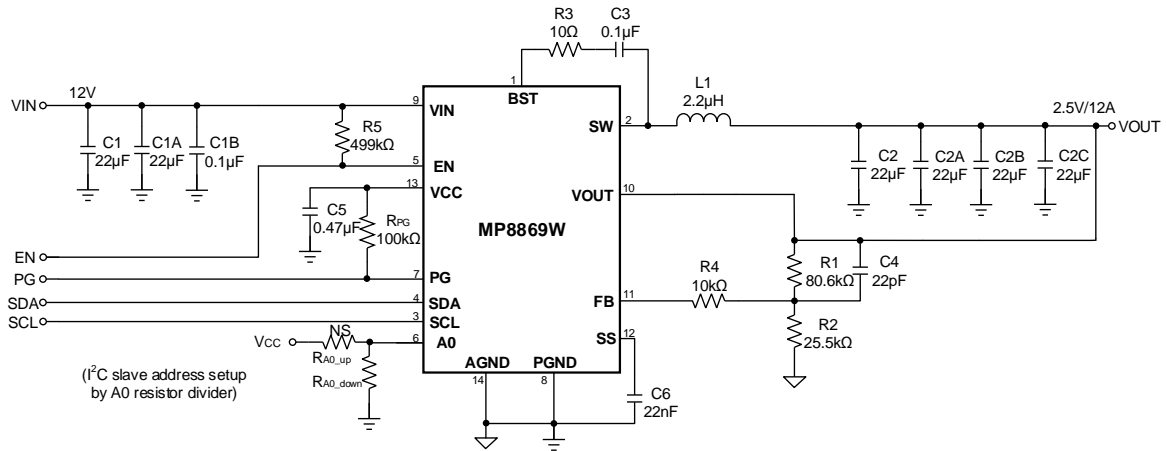 R3
10Ω
C3
0.1µF
1
BST
L1
2.2µH
VIN
12V
9
VIN
SW
2
2.5V/12A
VOUT
C1
22µF
C1A
22µF
C1B
0.1µF
R5
499kΩ
C2
22µF
C2A
22µF
C2B
22µF
C2C
22µF
5
EN
13
VCC
VOUT
10
C5
0.47µF
RPG
100kΩ
MP8869W
EN
PG
7
PG
R4
10kΩ
R1
80.6kΩ
C4
22pF
SDA
4
SDA
FB
11
SCL
3
SCL
R2
25.5kΩ
VCC
NS
6
A0
SS
12
RA0_up
RA0_down
AGND
PGND
14
8
C6
22nF
(I²C slave address setup
by A0 resistor divider)